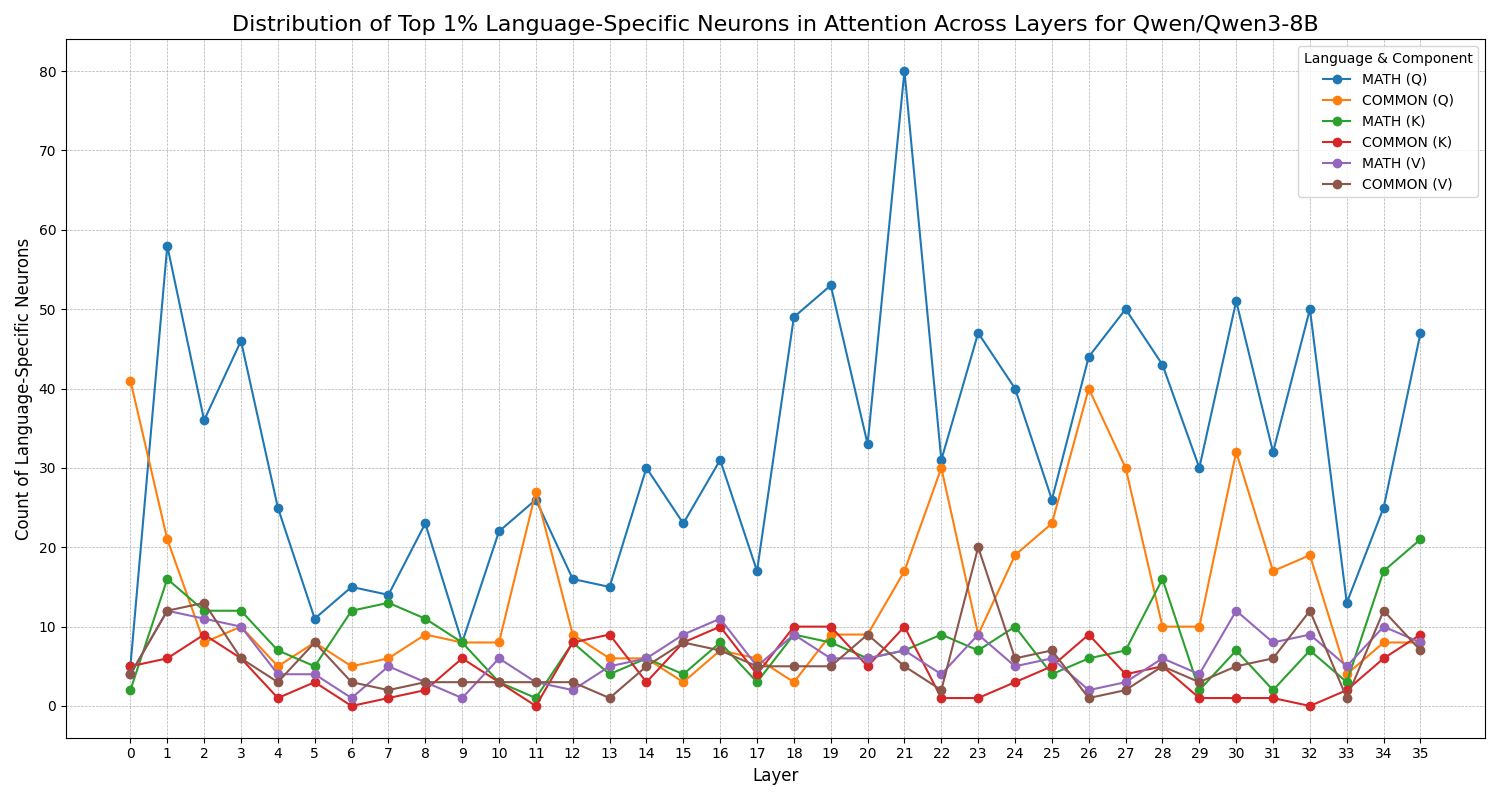 Distribution of Top 1% Language-Specific Neurons in Attention Across Layers for Qwen/Qwen3-8B
Language & Component
MATH (Q)
COMMON (Q)
MATH (K)
COMMON (K)
MATH (V)
COMMON (V)
Count of Language-Specific Neurons
80
70
60
50
40
30
20
10
0
0 1 2 3 4 5 6 7 8 9 10 11 12 13 14 15 16 17 18 19 20 21 22 23 24 25 26 27 28 29 30 31 32 33 34 35
Layer